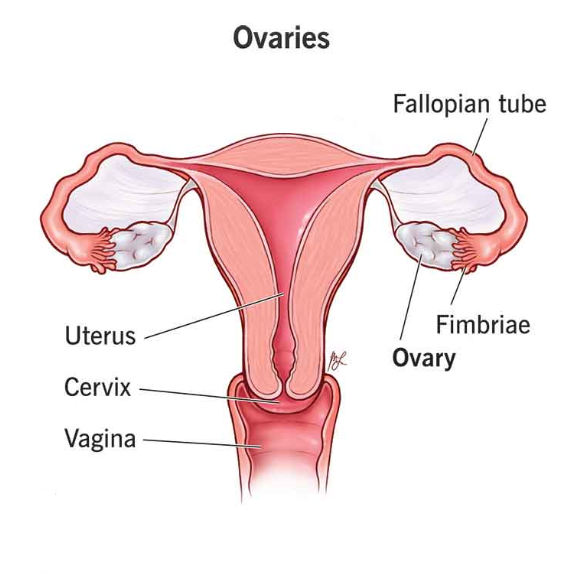 Ovaries
Fallopian tube
Fimbriae
Uterus
Ovary
Cervix
Vagina